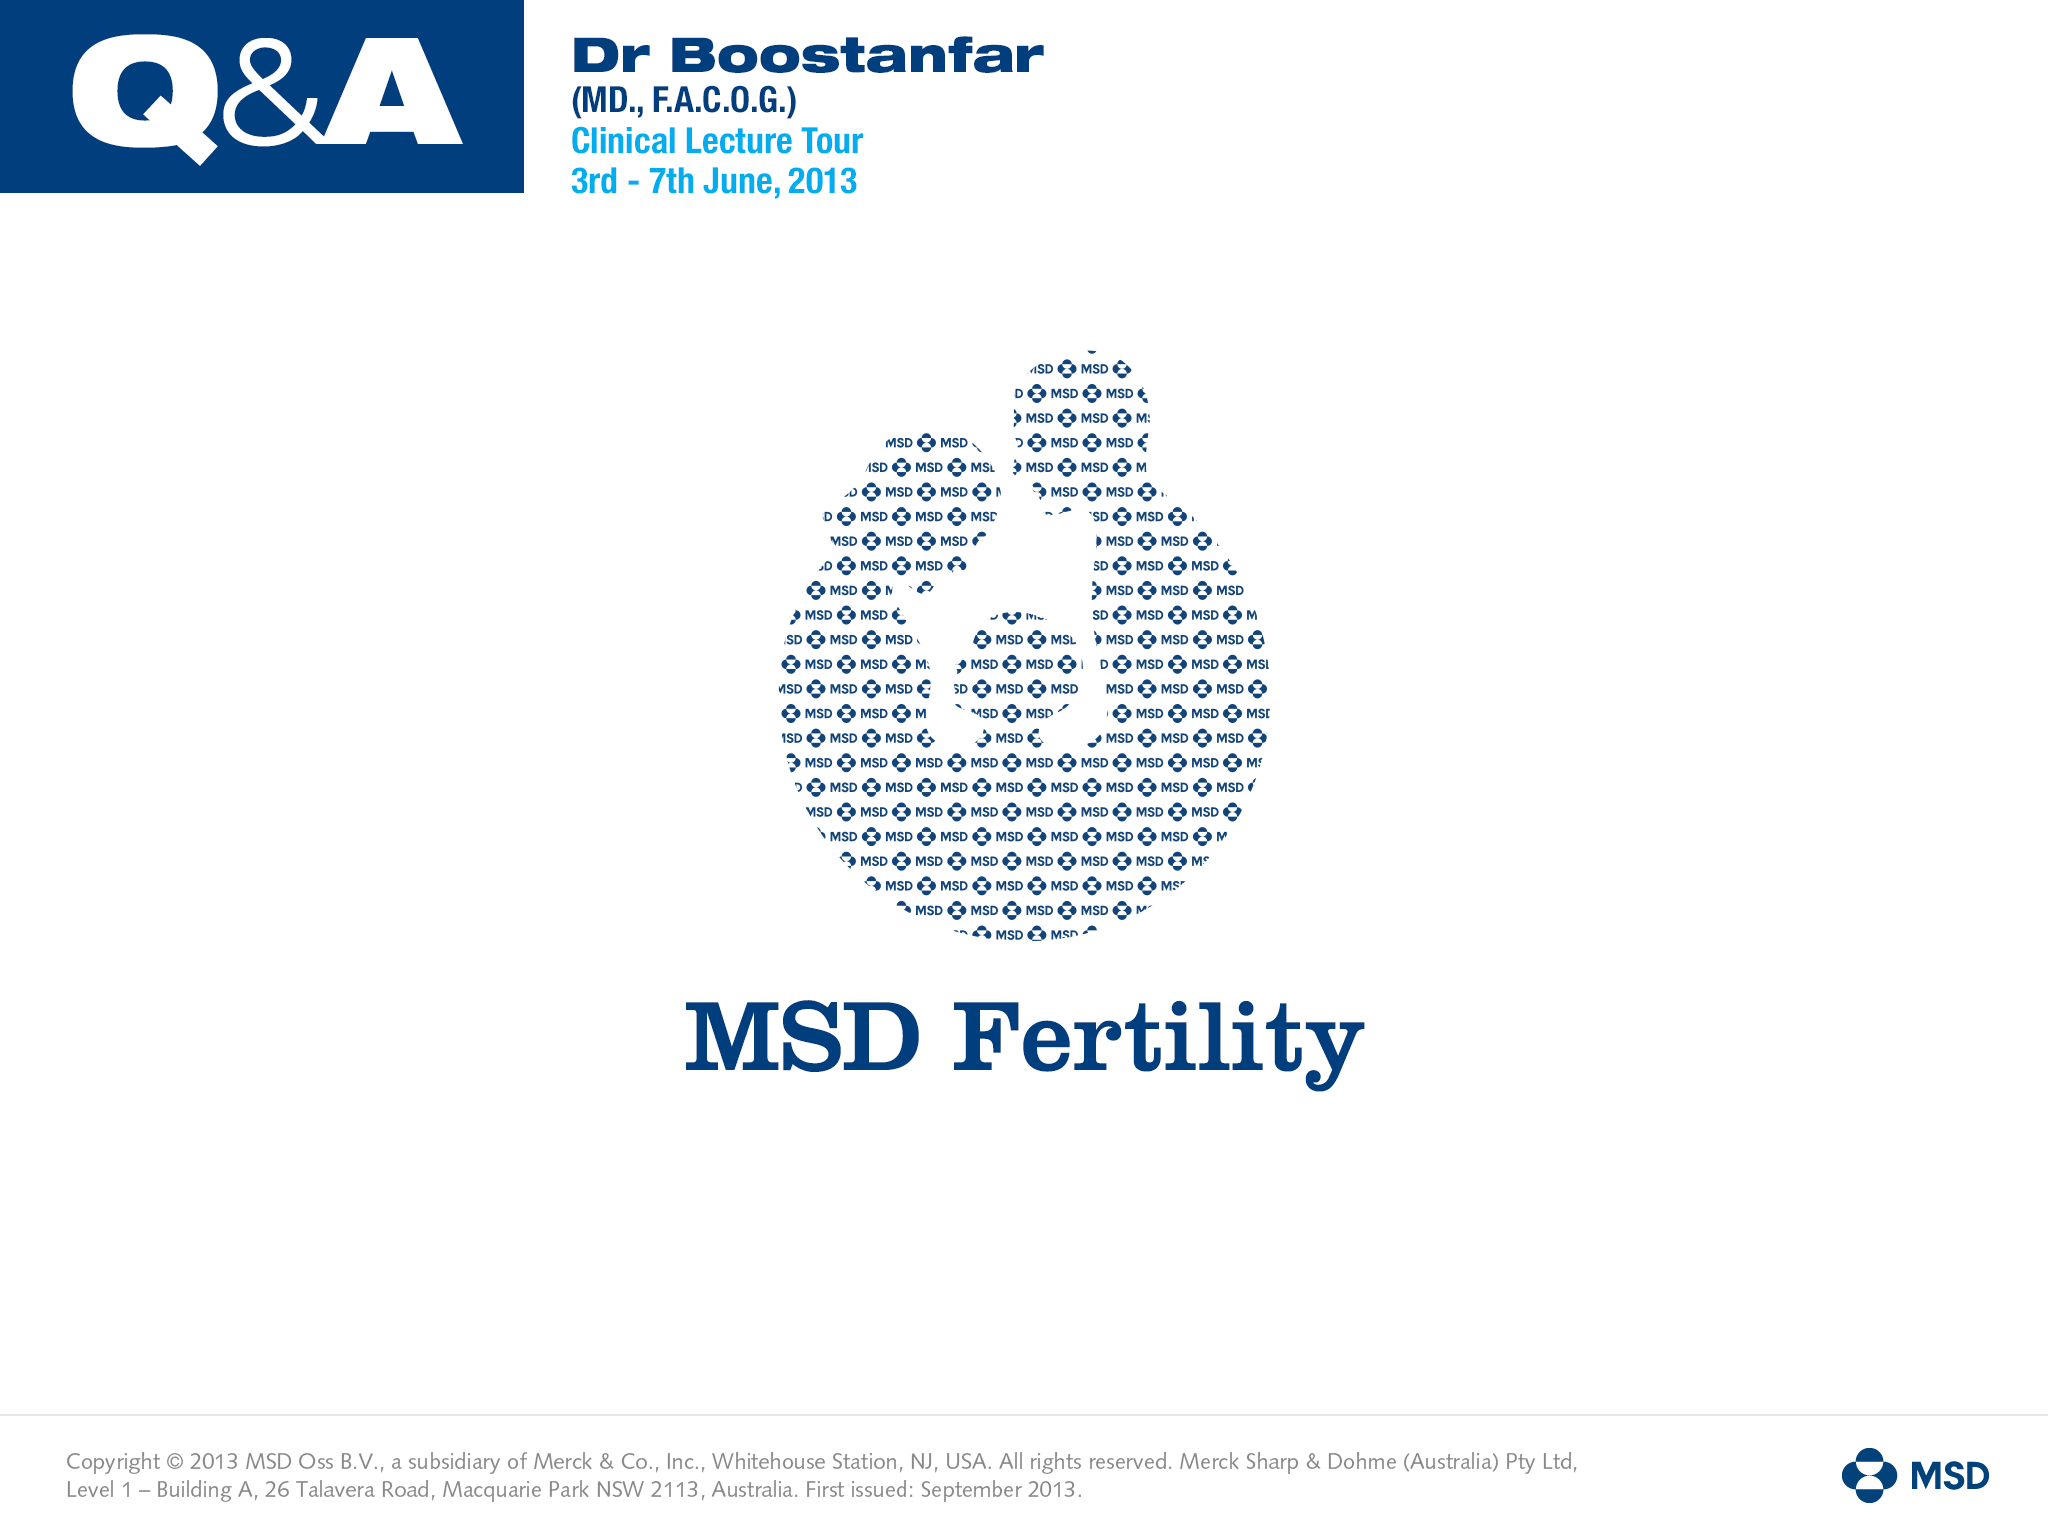 Q&A
Dr Boostanfar
(MD., F.A.C.O.G.)
Clinical Lecture Tour
3rd - 7th June, 2013
MSD Fertility
Copyright © 2013 MSD Oss B.V., a subsidiary of Merck & Co., Inc., Whitehouse Station, NJ, USA. All rights reserved. Merck Sharp & Dohme (Australia) Pty Ltd,
Level 1 – Building A, 26 Talavera Road, Macquarie Park NSW 2113, Australia. First issued: September 2013.
MSD